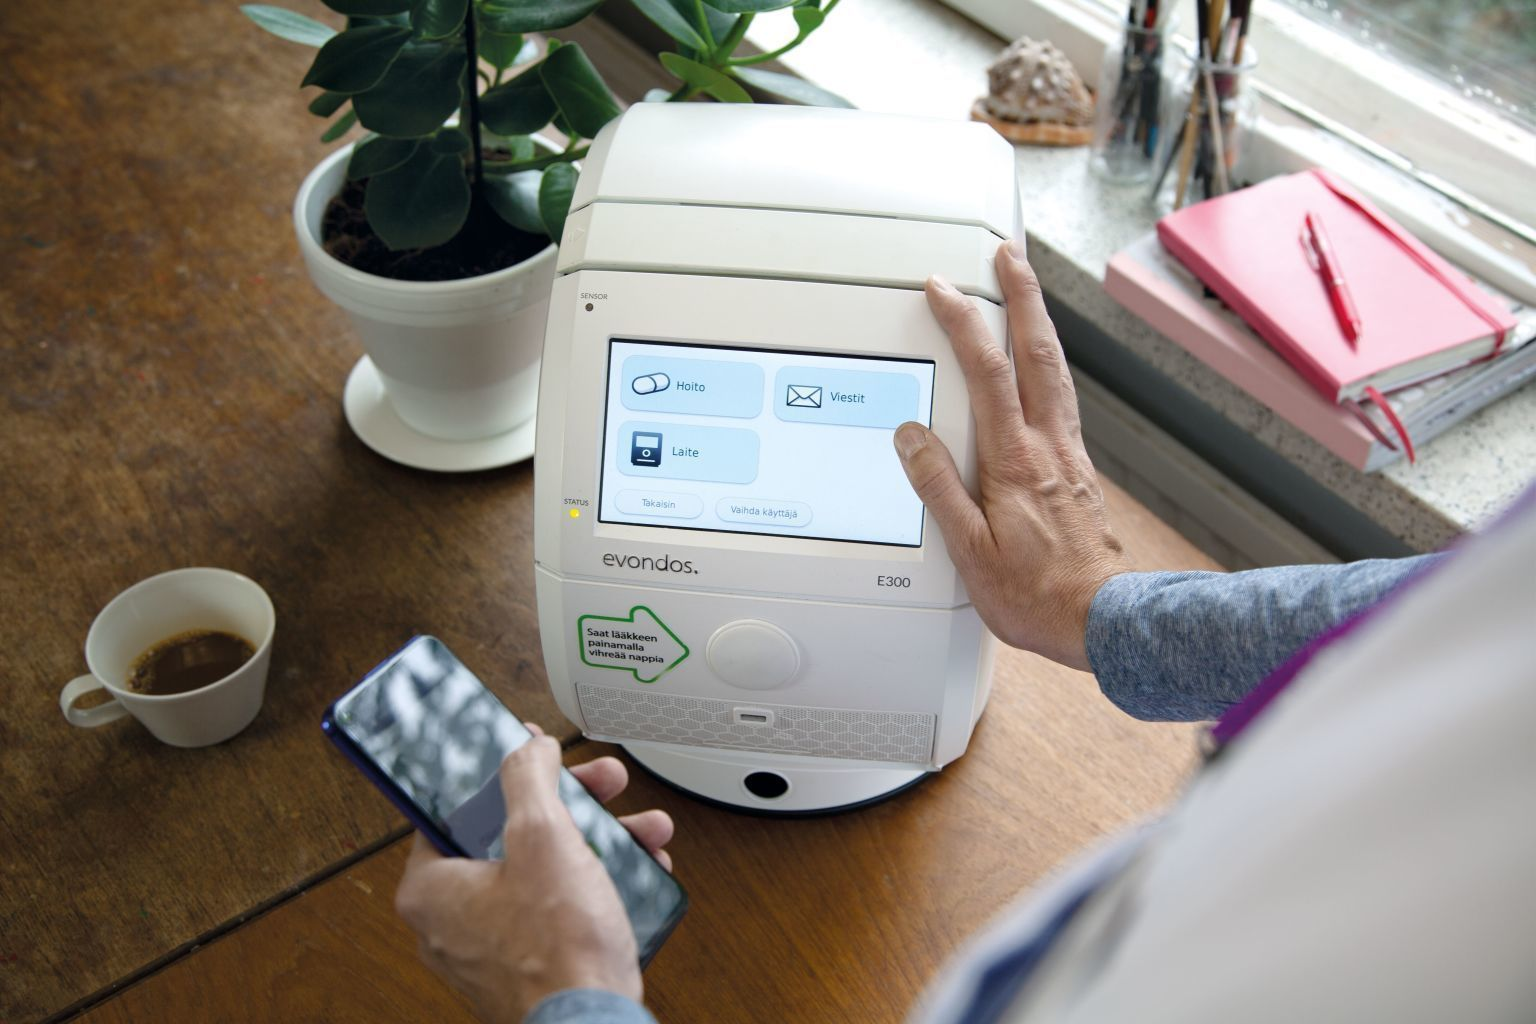 SENSOR
Hoito
Viestit
Laite
Takaisin
Vaihda käyttäjä
STATUS
evondos.
E300
Saat lääkkeen
painamalla
vihreää nappia